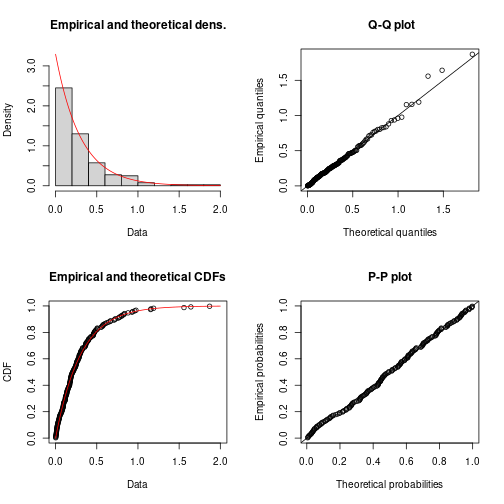 Empirical and theoretical dens.
Density
0.0 1.0 2.0 3.0
0.0 0.5 1.0 1.5 2.0
Data
Q-Q plot
Empirical quantiles
0.0 0.5 1.0 1.5
0.0 0.5 1.0 1.5
Theoretical quantiles
Empirical and theoretical CDFs
CDF
0.0 0.2 0.4 0.6 0.8 1.0
0.0 0.5 1.0 1.5 2.0
Data
P-P plot
Empirical probabilities
0.0 0.2 0.4 0.6 0.8 1.0
0.0 0.2 0.4 0.6 0.8 1.0
Theoretical probabilities